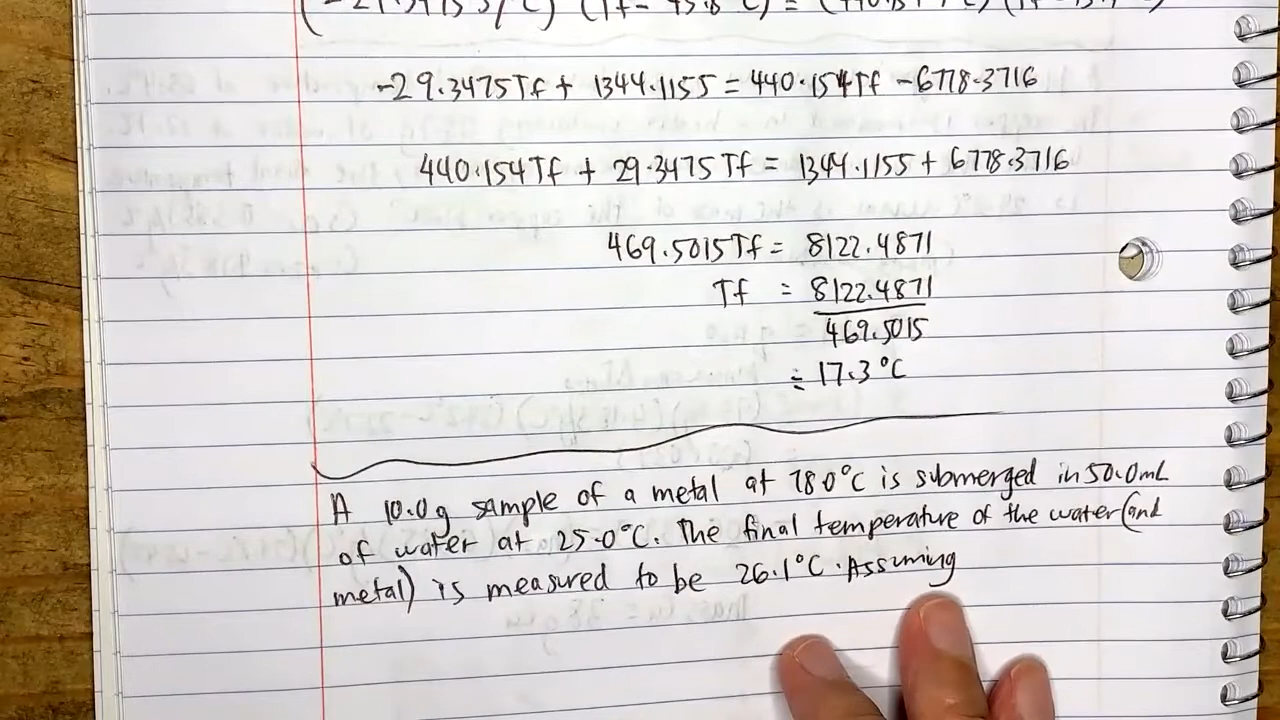 -29.3475Tf + 1344.1155 = 440.154Tf - 6778.3716
440.154Tf + 29.3475Tf = 1344.1155 + 6778.3716
469.5015Tf = 8122.4871
Tf = 8122.4871
469.5015
= 17.3°C
A 10.0g sample of a metal at 78.0°C is submerged in 50.0mL
of water at 25.0°C. The final temperature of the water (and
metal) is measured to be 26.1°C. Assuming